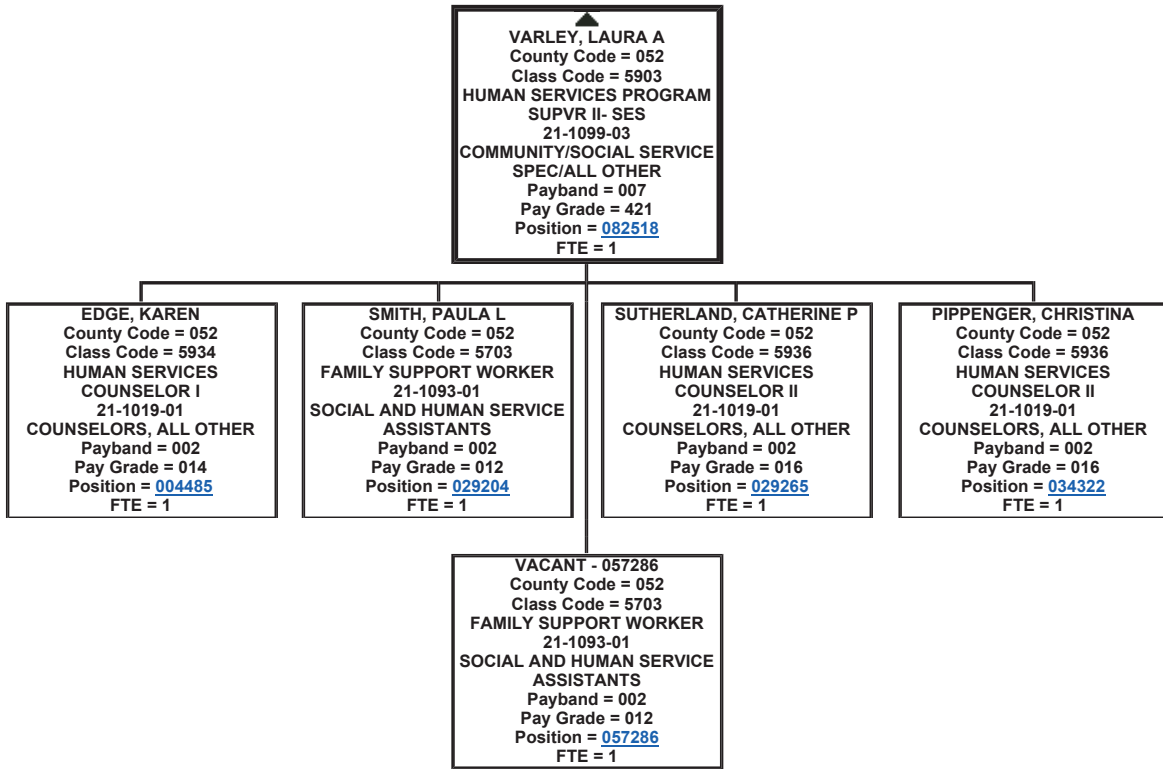 VARLEY, LAURA A
County Code = 052
Class Code = 5903
HUMAN SERVICES PROGRAM
SUPVR II- SES
21-1099-03
COMMUNITY/SOCIAL SERVICE
SPEC/ALL OTHER
Payband = 007
Pay Grade = 421
Position = 082518
FTE = 1
EDGE, KAREN
County Code = 052
Class Code = 5934
HUMAN SERVICES
COUNSELOR I
21-1019-01
COUNSELORS, ALL OTHER
Payband = 002
Pay Grade = 014
Position = 004485
FTE = 1
SMITH, PAULA L
County Code = 052
Class Code = 5703
FAMILY SUPPORT WORKER
21-1093-01
SOCIAL AND HUMAN SERVICE
ASSISTANTS
Payband = 002
Pay Grade = 012
Position = 029204
FTE = 1
SUTHERLAND, CATHERINE P
County Code = 052
Class Code = 5936
HUMAN SERVICES
COUNSELOR II
21-1019-01
COUNSELORS, ALL OTHER
Payband = 002
Pay Grade = 016
Position = 029265
FTE = 1
PIPPENGER, CHRISTINA
County Code = 052
Class Code = 5936
HUMAN SERVICES
COUNSELOR II
21-1019-01
COUNSELORS, ALL OTHER
Payband = 002
Pay Grade = 016
Position = 034322
FTE = 1
VACANT - 057286
County Code = 052
Class Code = 5703
FAMILY SUPPORT WORKER
21-1093-01
SOCIAL AND HUMAN SERVICE
ASSISTANTS
Payband = 002
Pay Grade = 012
Position = 057286
FTE = 1